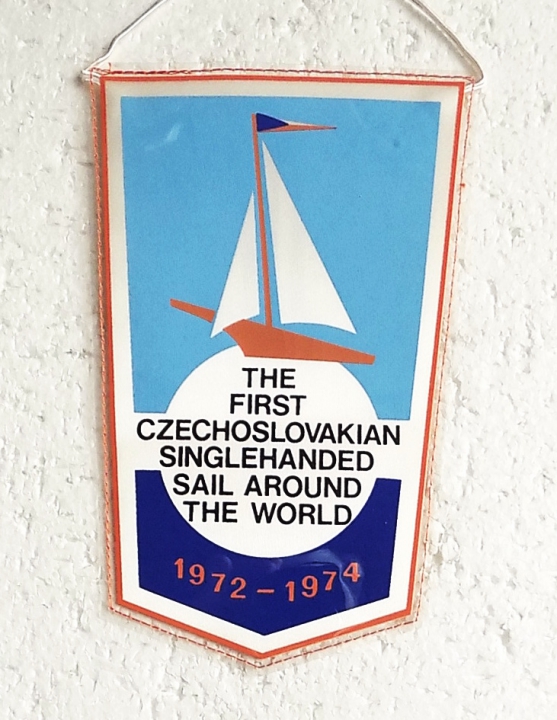 THE
FIRST
CZECHOSLOVAKIAN
SINGLEHANDED
SAIL AROUND
THE WORLD
1972-1974